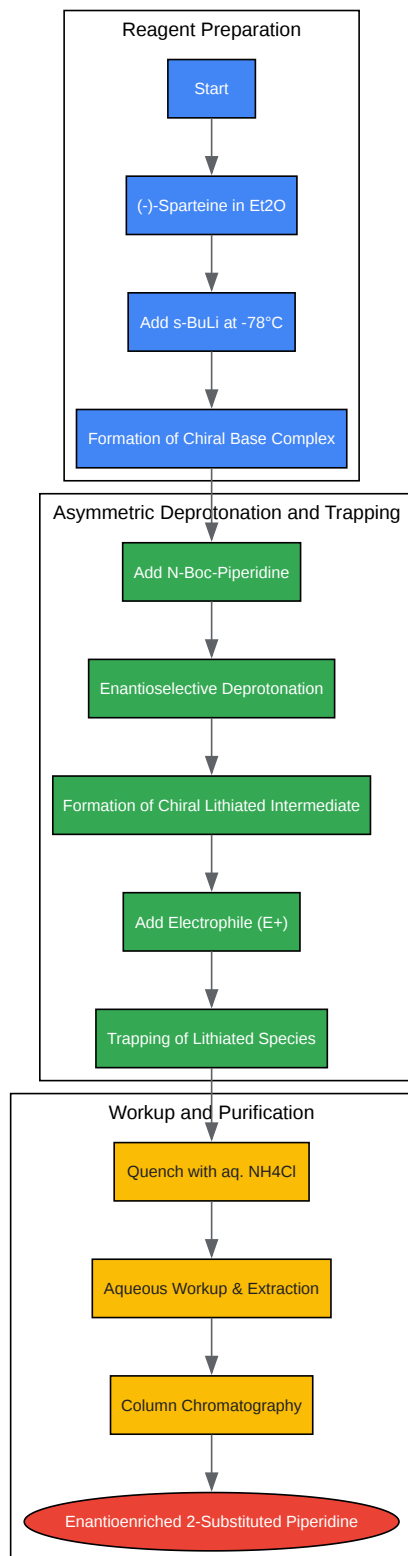 Reagent Preparation
Start
(-)-Sparteine in Et2O
Add s-BuLi at -78°C
Formation of Chiral Base Complex
Asymmetric Deprotonation and Trapping
Add N-Boc-Piperidine
Enantioselective Deprotonation
Formation of Chiral Lithiated Intermediate
Add Electrophile (E+)
Trapping of Lithiated Species
Workup and Purification
Quench with aq. NH4Cl
Aqueous Workup & Extraction
Column Chromatography
Enantioenriched 2-Substituted Piperidine